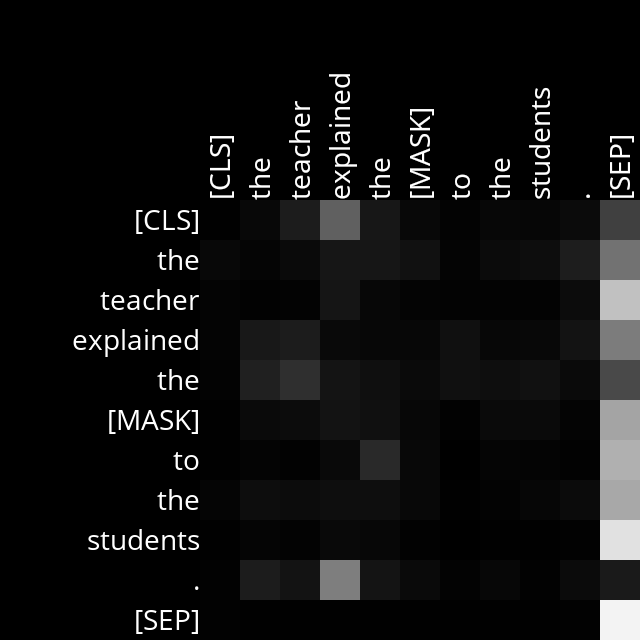 [CLS] the teacher explained the [MASK] to the students . [SEP]
[CLS]
the
teacher
explained
the
[MASK]
to
the
students
.
[SEP]